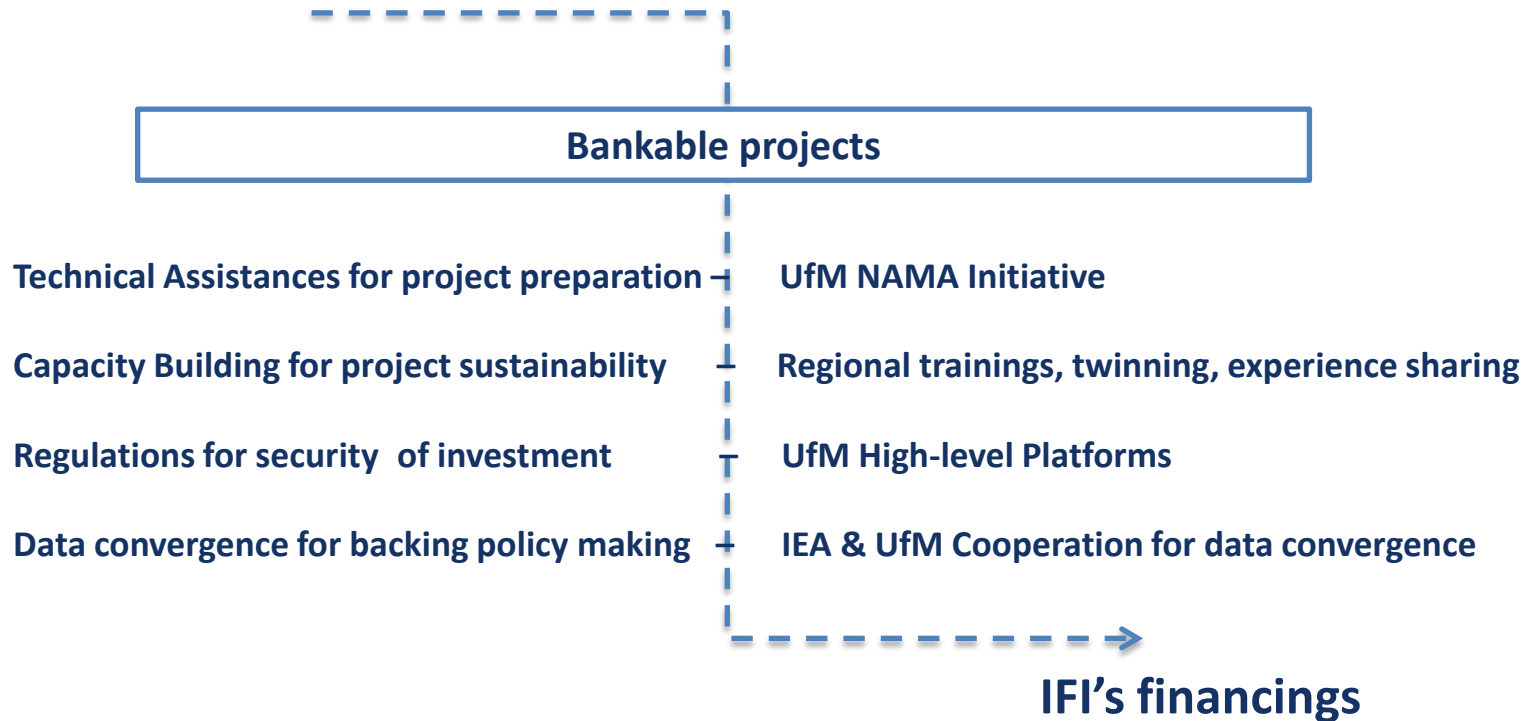 Bankable projects
Technical Assistances for project preparation – UfM NAMA Initiative
Capacity Building for project sustainability – Regional trainings, twinning, experience sharing
Regulations for security of investment – UfM High-level Platforms
Data convergence for backing policy making – IEA & UfM Cooperation for data convergence
IFI’s financings